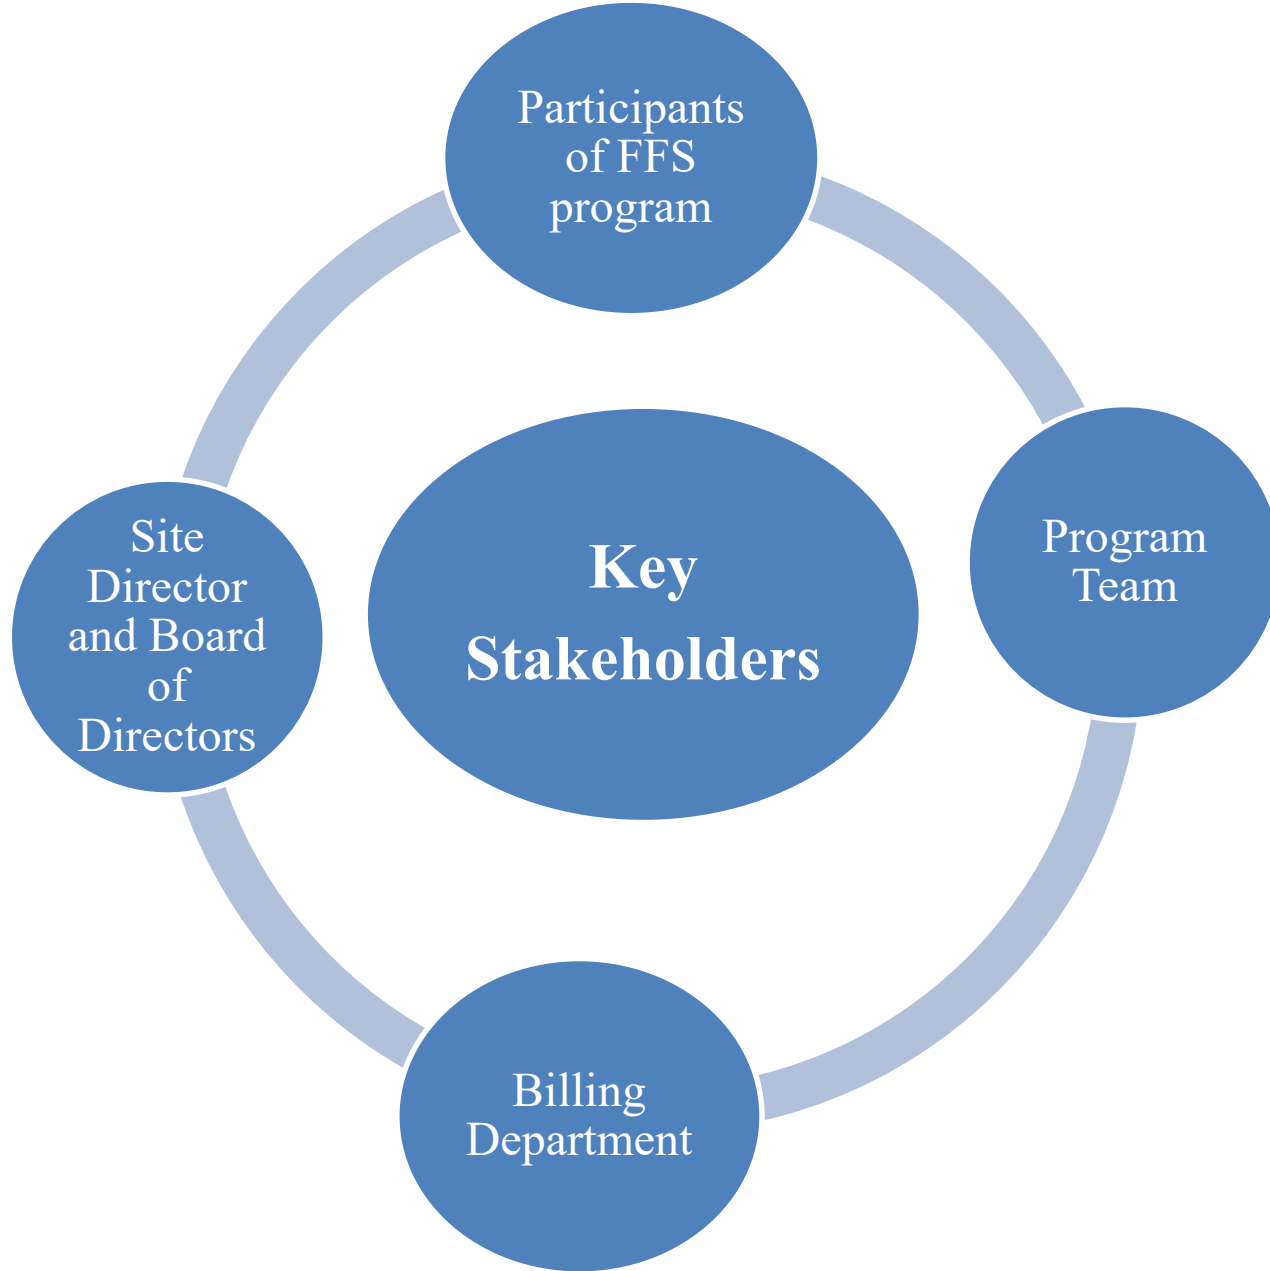 Participants
of FFS
program
Key
Stakeholders
Program
Team
Site
Director
and Board
of
Directors
Billing
Department